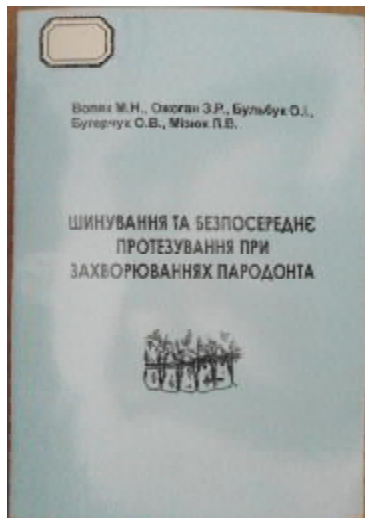 Воляк М.Н., Ожоган З.Р., Бульбук О.І.,
Бугерчук О.В., Мізюк Л.В.
ШИНУВАННЯ ТА БЕЗПОСЕРЕДНЄ
ПРОТЕЗУВАННЯ ПРИ
ЗАХВОРЮВАННЯХ ПАРОДОНТА